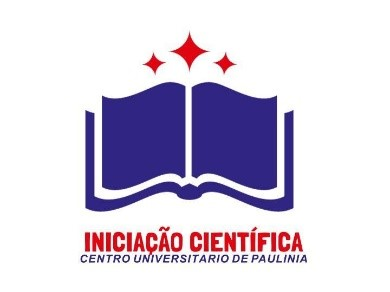 INICIAÇÃO CIENTÍFICA
CENTRO UNIVERSITARIO DE PAULINIA